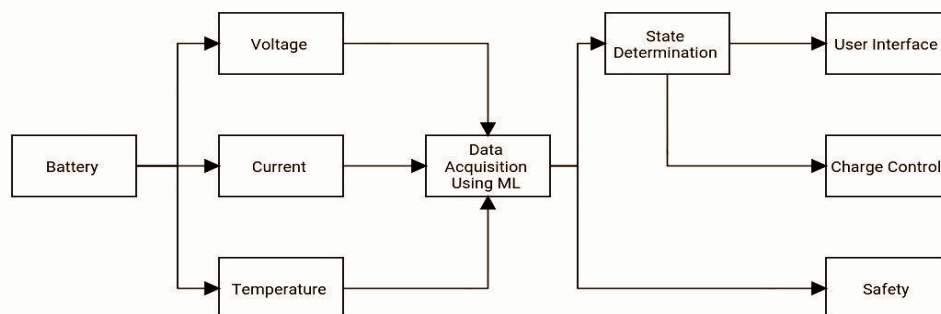 Voltage
State
Determination
User Interface
Battery
Current
Data
Acquisition
Using ML
Charge Control
Temperature
Safety